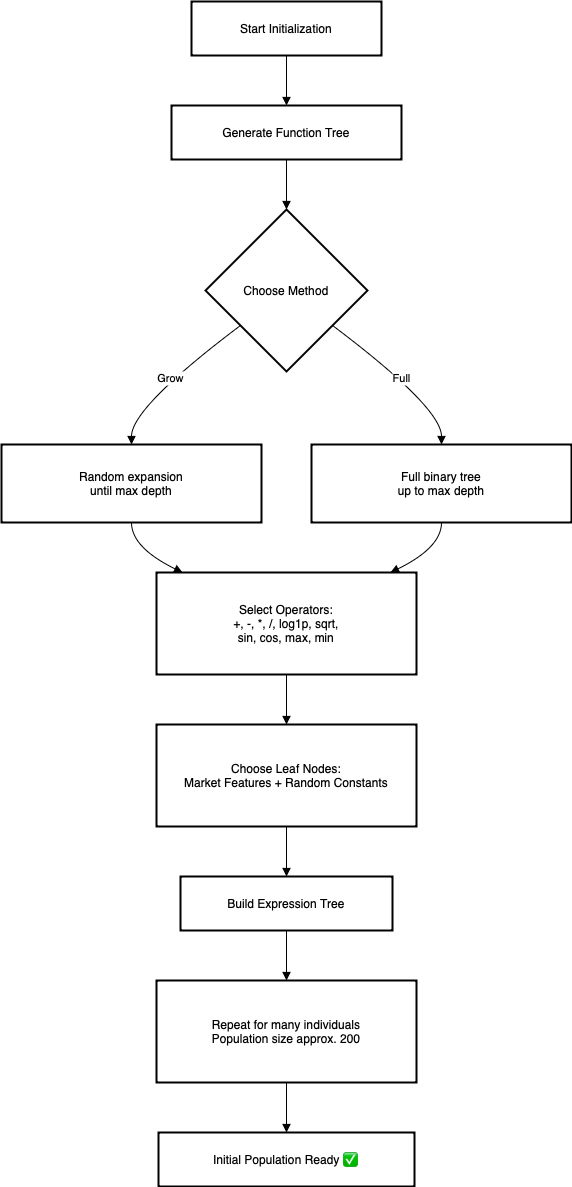 Start Initialization
Generate Function Tree
Choose Method
Grow
Full
Random expansion
until max depth
Full binary tree
up to max depth
Select Operators:
+, -, *, /, log1p, sqrt,
sin, cos, max, min
Choose Leaf Nodes:
Market Features + Random Constants
Build Expression Tree
Repeat for many individuals
Population size approx. 200
Initial Population Ready ✅